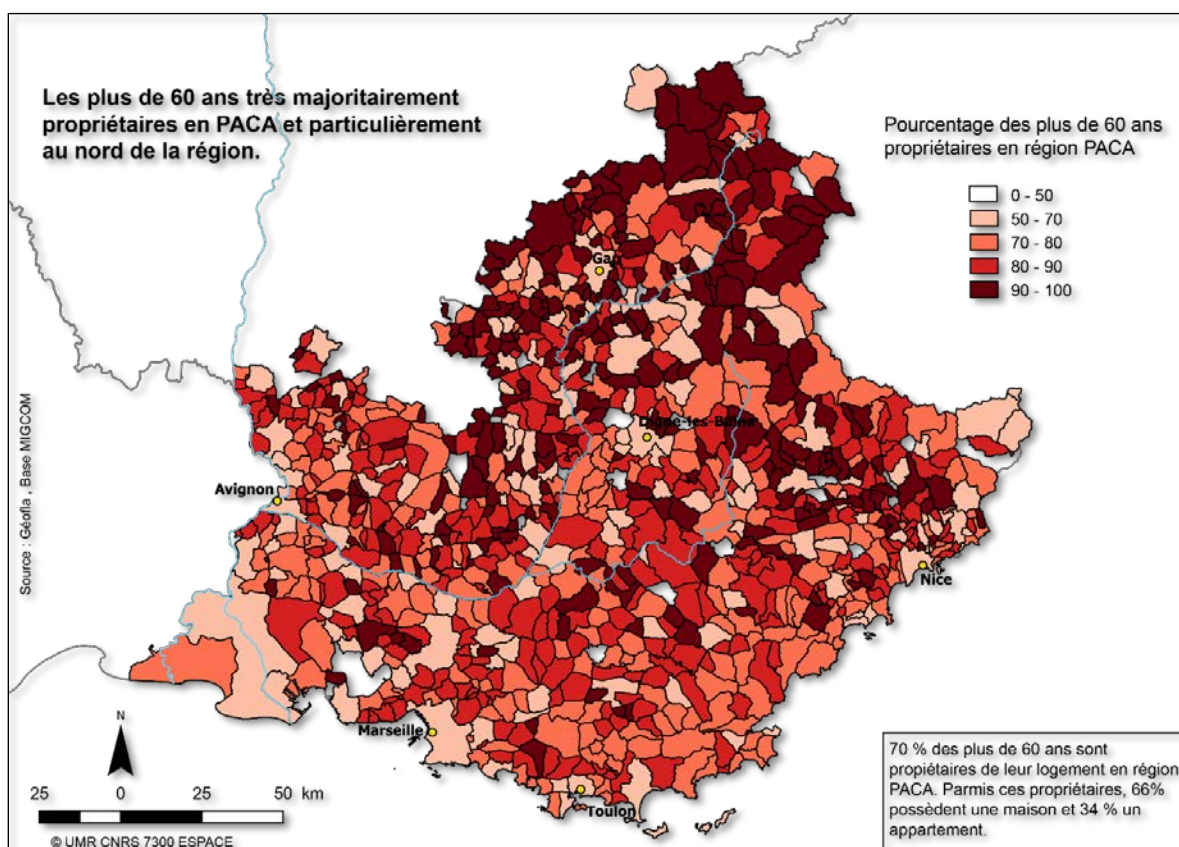 Les plus de 60 ans très majoritairement
propriétaires en PACA et particulièrement
au nord de la région.
Pourcentage des plus de 60 ans
propriétaires en région PACA
0 - 50
50 - 70
70 - 80
80 - 90
90 - 100
Gap
Digne-les-Bains
Avignon
Nice
Marseille
Toulon
Source : Géofla , Base MIGCOM
N
25 0 25 50 km
© UMR CNRS 7300 ESPACE
70 % des plus de 60 ans sont
propiétaires de leur logement en région
PACA. Parmis ces propriétaires, 66%
possèdent une maison et 34 % un
appartement.